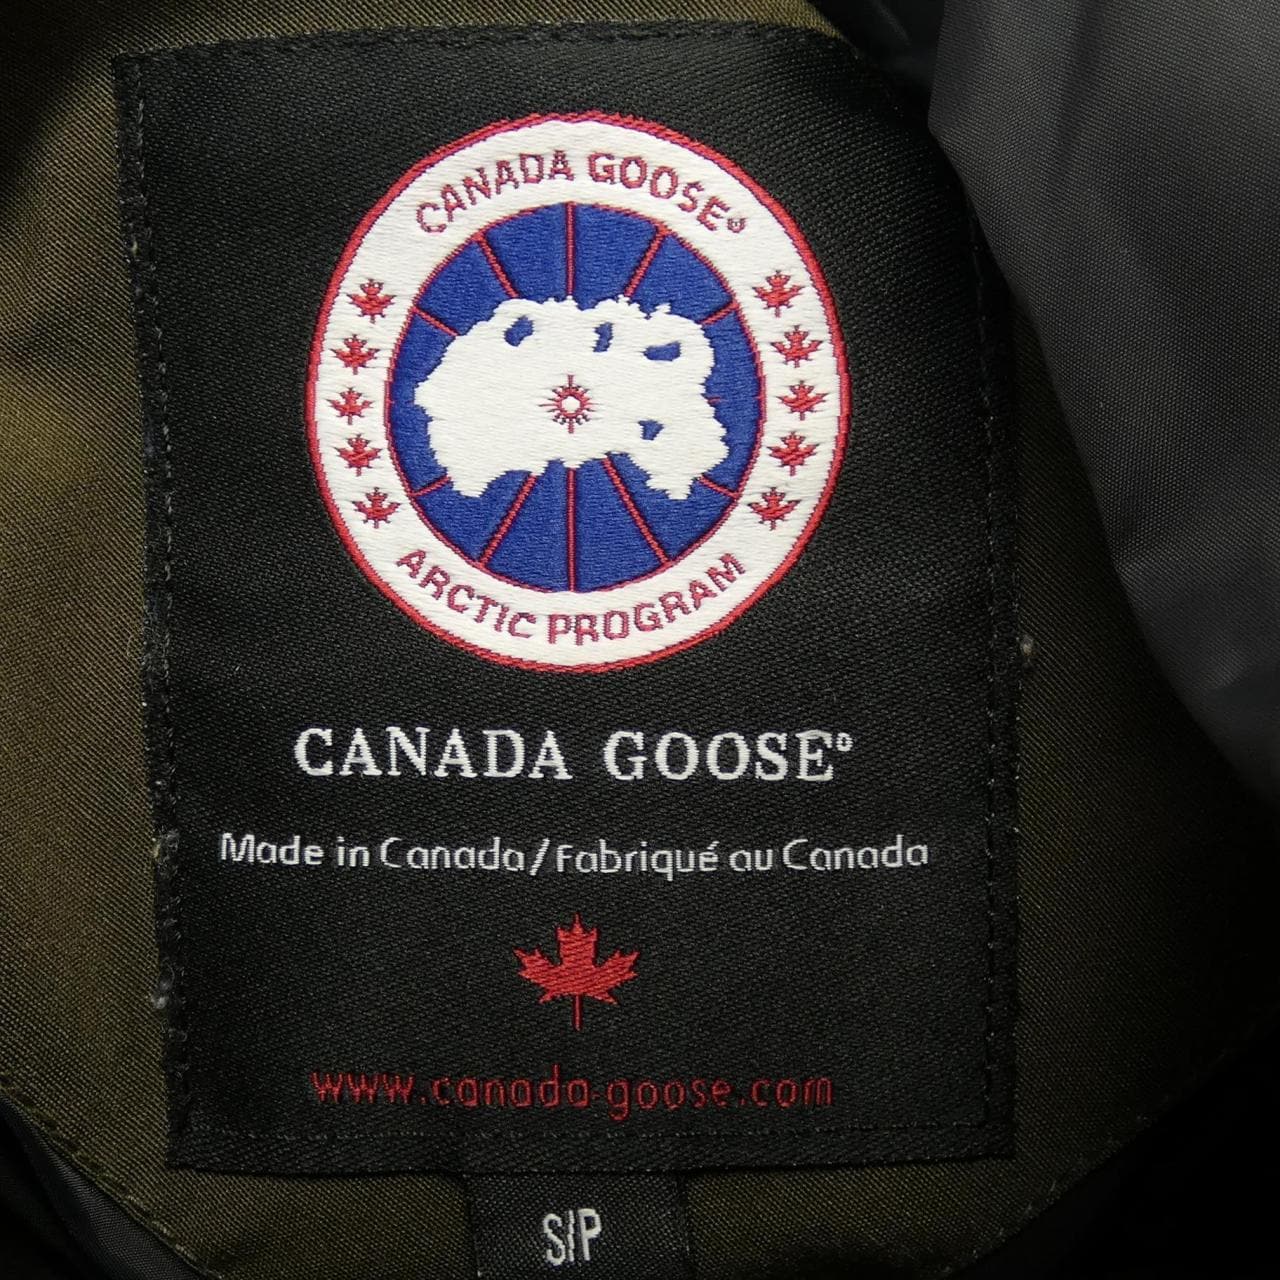 CANADA GOOSE®
ARCTIC PROGRAM
CANADA GOOSE®
Made in Canada/Fabriqué au Canada
www.canada-goose.com
S/P